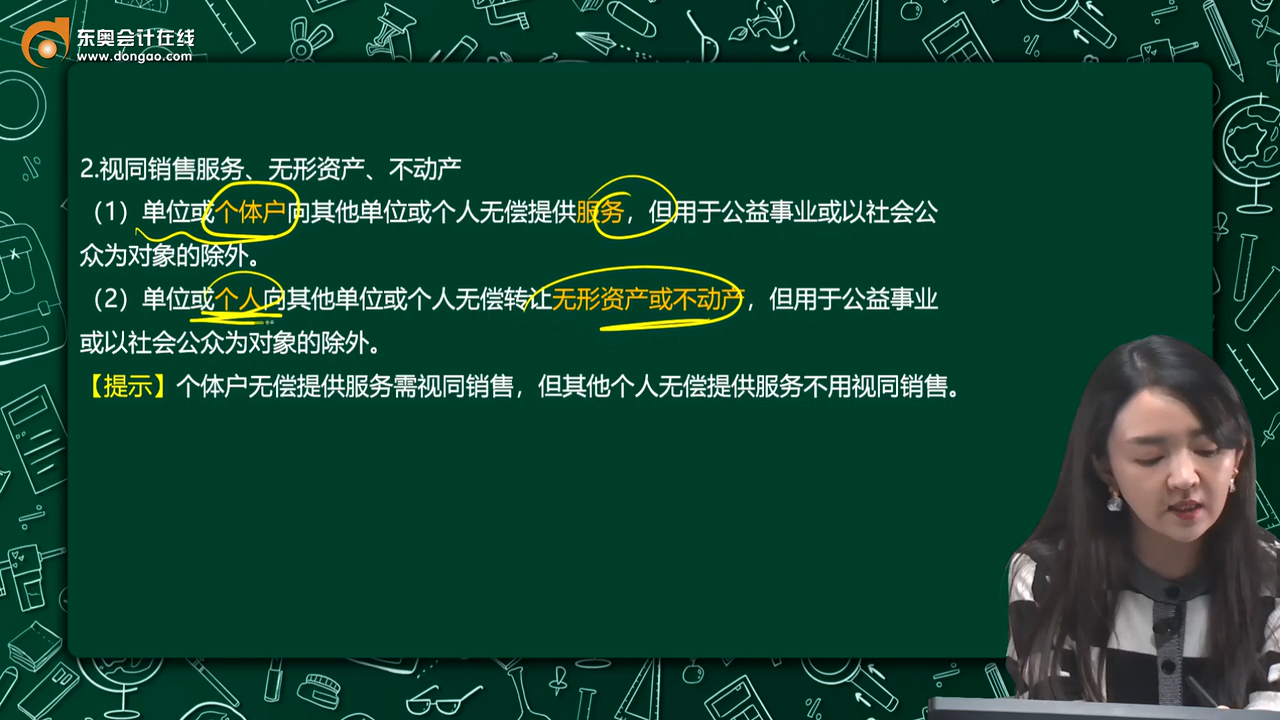 东奥会计在线
www.dongao.com
2.视同销售服务、无形资产、不动产
（1）单位或个体户向其他单位或个人无偿提供服务，但用于公益事业或以社会公
众为对象的除外。
（2）单位或个人向其他单位或个人无偿转让无形资产或不动产，但用于公益事业
或以社会公众为对象的除外。
【提示】个体户无偿提供服务需视同销售，但其他个人无偿提供服务不用视同销售。